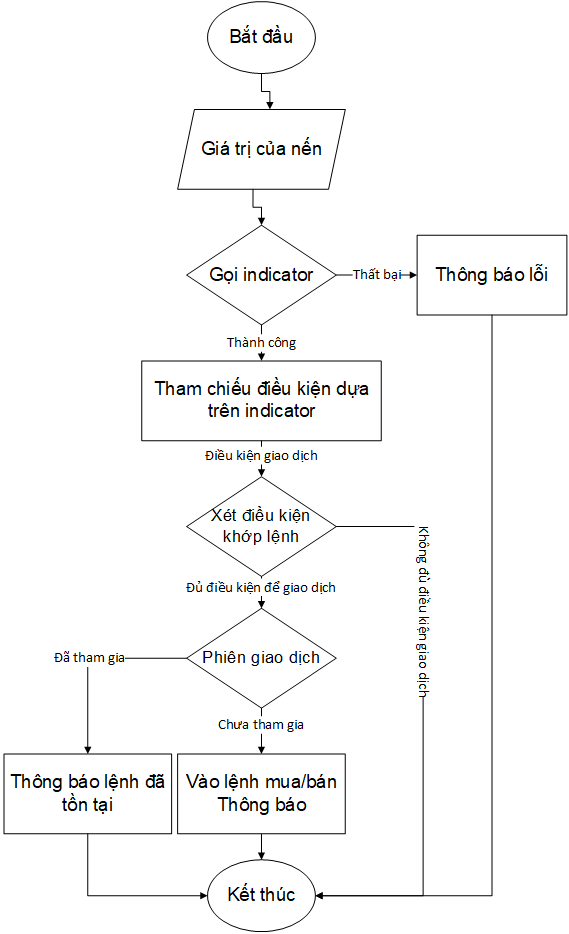 Bắt đầu
Giá trị của nến
Gọi indicator
Thất bại
Thông báo lỗi
Thành công
Tham chiếu điều kiện dựa
trên indicator
Điều kiện giao dịch
Xét điều kiện
khớp lệnh
Không đủ điều kiện giao dịch
Đủ điều kiện để giao dịch
Phiên giao dịch
Đã tham gia
Chưa tham gia
Thông báo lệnh đã
tồn tại
Vào lệnh mua/bán
Thông báo
Kết thúc